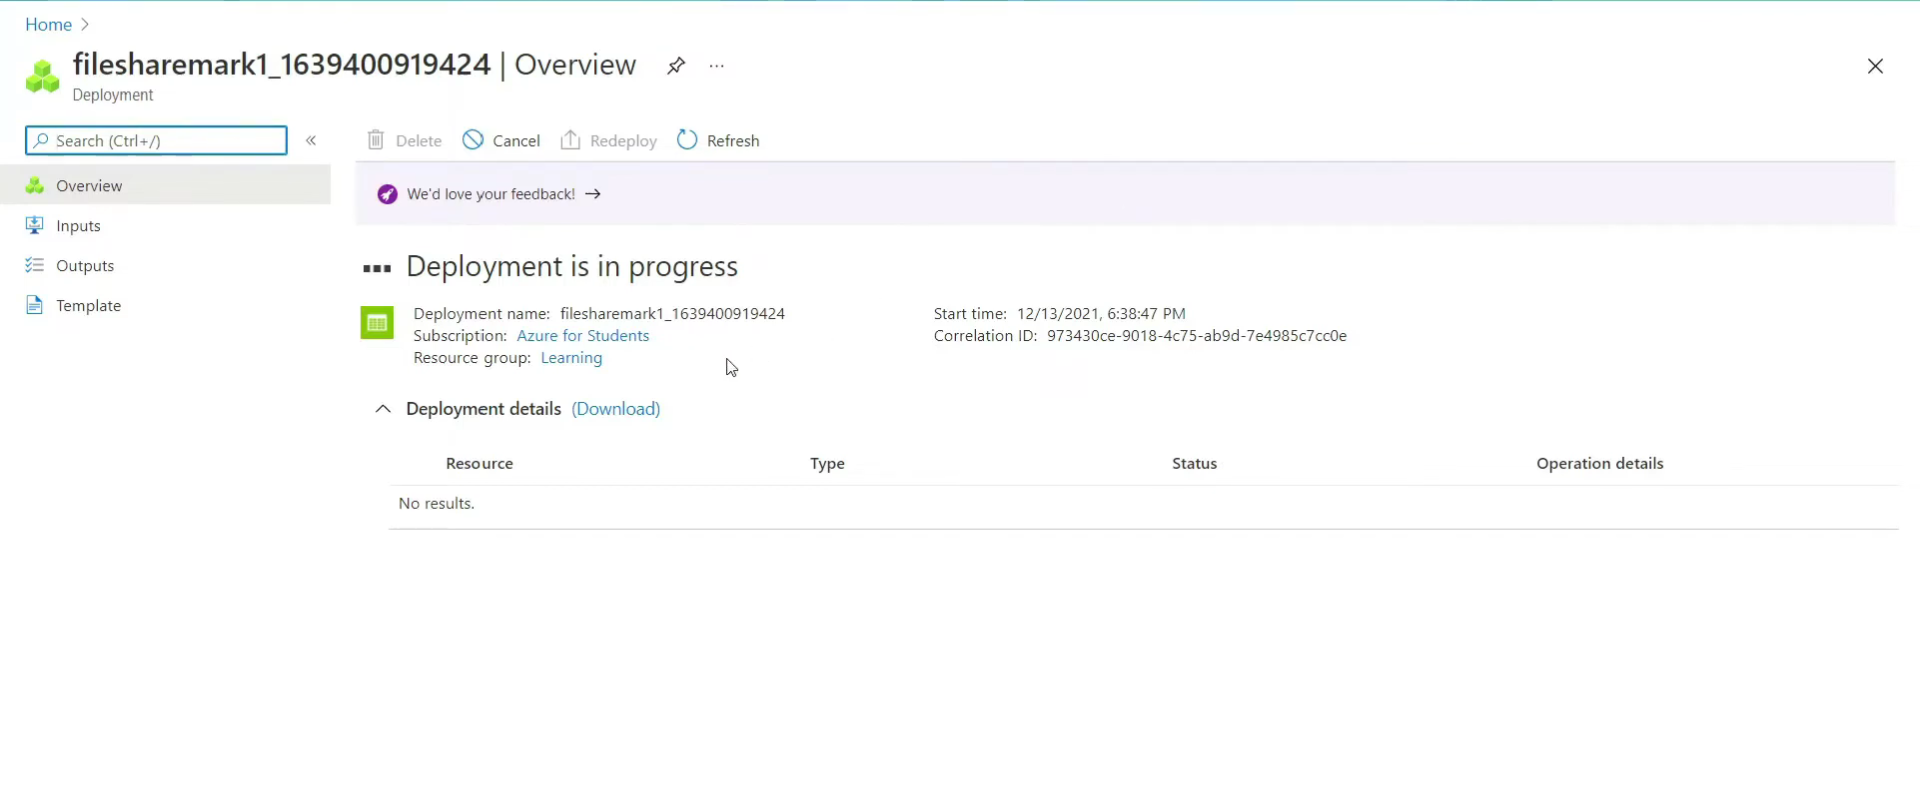 Home >
filesharemark1_1639400919424 | Overview ...
Deployment
Search (Ctrl+/) «
Delete Cancel Redeploy Refresh
Overview
Inputs
Outputs
Template
We'd love your feedback! →
Deployment is in progress
Deployment name: filesharemark1_1639400919424
Subscription: Azure for Students
Resource group: Learning
Start time: 12/13/2021, 6:38:47 PM
Correlation ID: 973430ce-9018-4c75-ab9d-7e4985c7cc0e
Deployment details (Download)
Resource Type Status Operation details
No results.